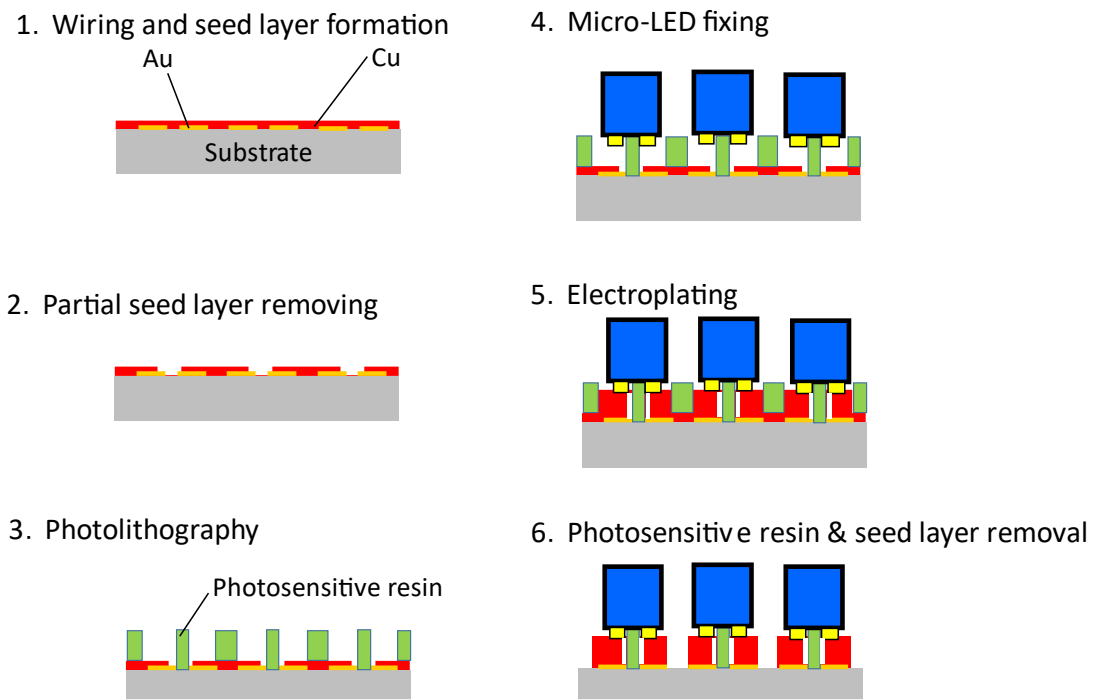 1. Wiring and seed layer formation
Au
Cu
Substrate
2. Partial seed layer removing
3. Photolithography
Photosensitive resin
4. Micro-LED fixing
5. Electroplating
6. Photosensitive resin & seed layer removal